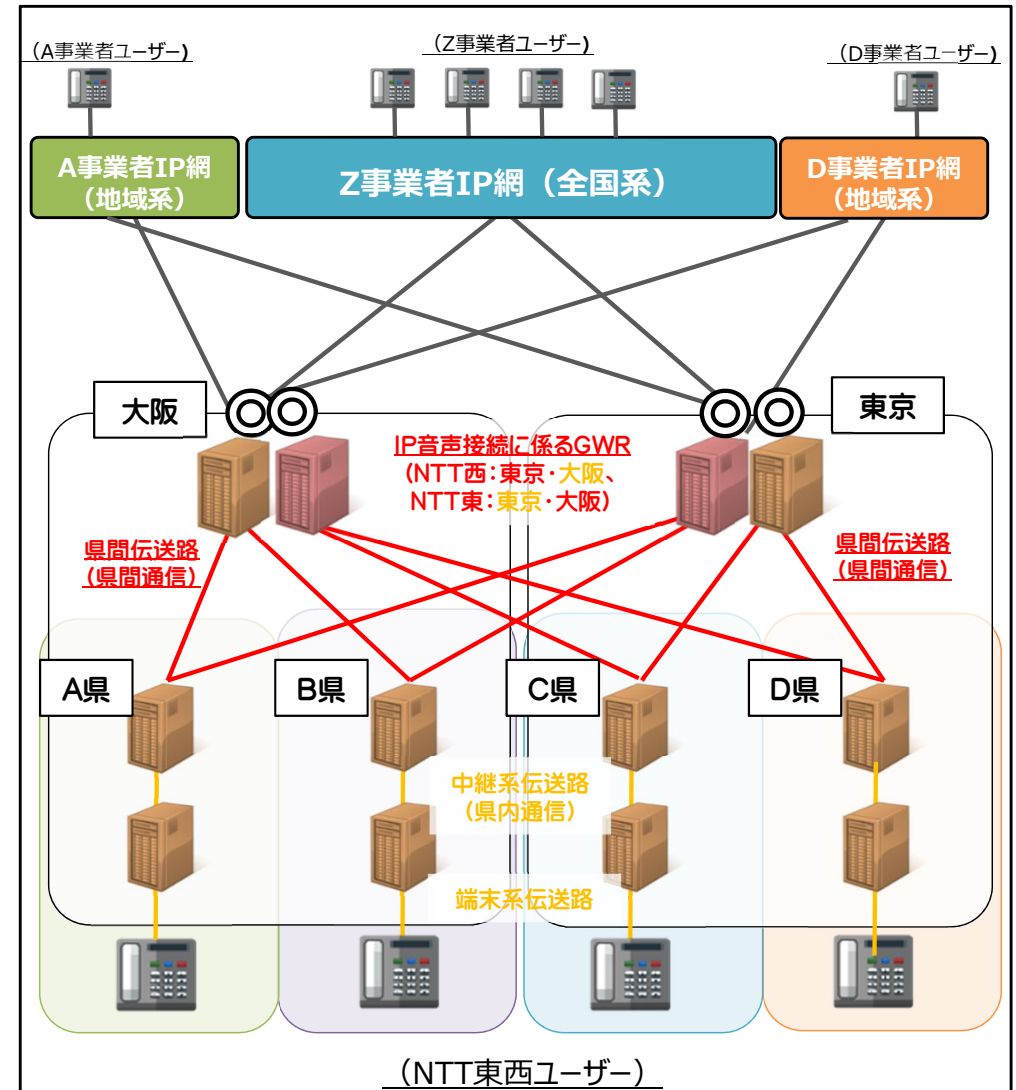 （A事業者ユーザー)
（Z事業者ユーザー)
（D事業者ユーザー)
A事業者IP網
（地域系）
Z事業者IP網（全国系）
D事業者IP網
（地域系）
大阪
東京
IP音声接続に係るGWR
（NTT西：東京・大阪、
NTT東：東京・大阪）
県間伝送路
（県間通信）
県間伝送路
（県間通信）
A県
B県
C県
D県
中継系伝送路
（県内通信）
端末系伝送路
（NTT東西ユーザー）